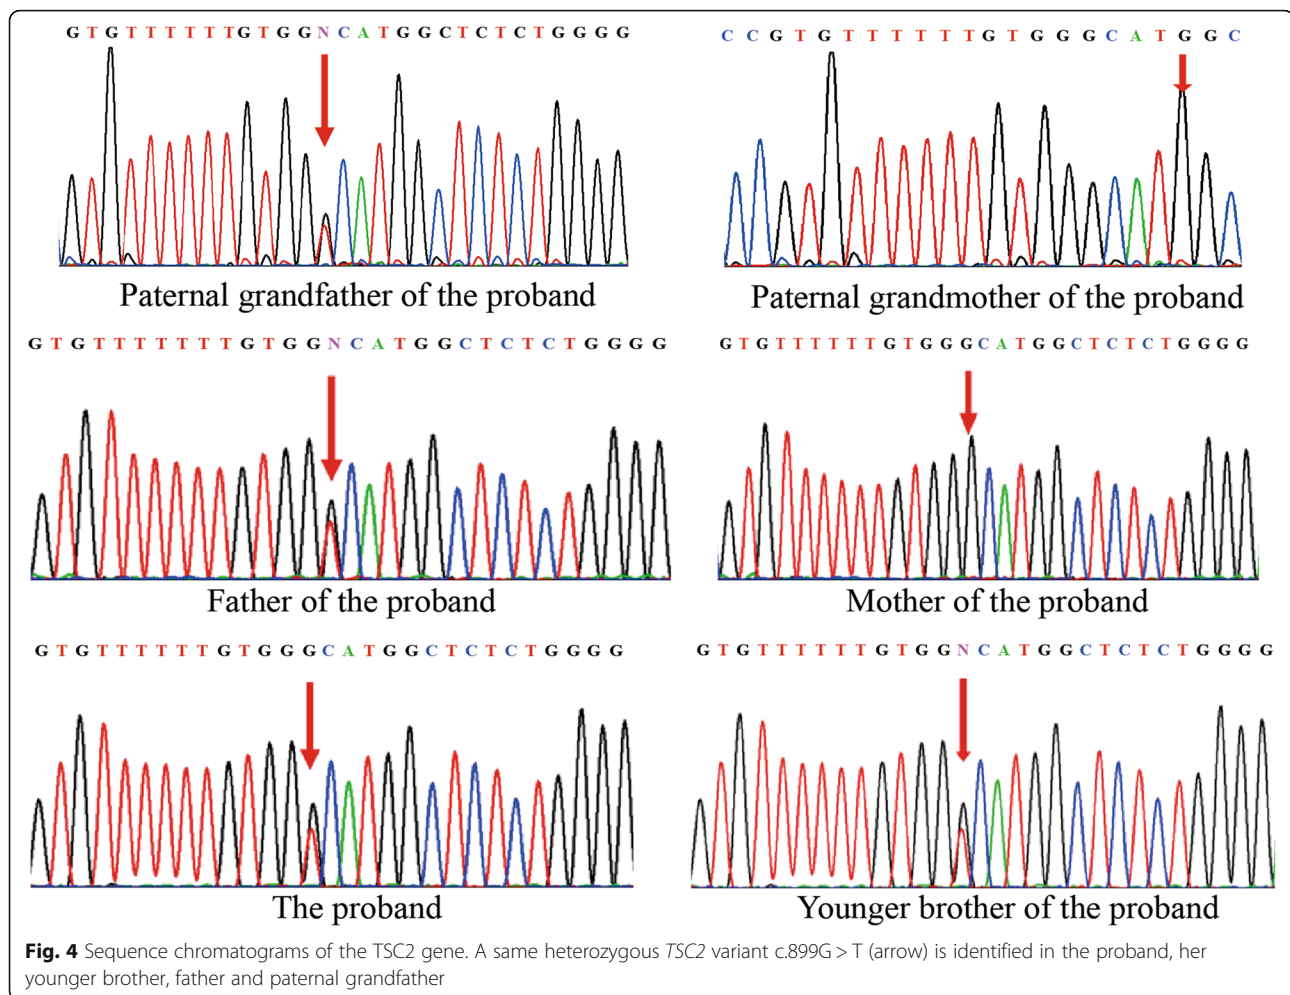 G T G T T T T T T G T G G N C A T G G C T C T C T G G G G
C C G T G T T T T T T G T G G G C A T G G C
Paternal grandfather of the proband
Paternal grandmother of the proband
G T G T T T T T T T G T G G N C A T G G C T C T C T G G G G
G T G T T T T T T G T G G G C A T G G C T C T C T G G G G
Father of the proband
Mother of the proband
G T G T T T T T T G T G G G C A T G G C T C T C T G G G G
G T G T T T T T T G T G G N C A T G G C T C T C T G G G G
The proband
Younger brother of the proband
Fig. 4 Sequence chromatograms of the TSC2 gene. A same heterozygous TSC2 variant c.899G > T (arrow) is identified in the proband, her
younger brother, father and paternal grandfather